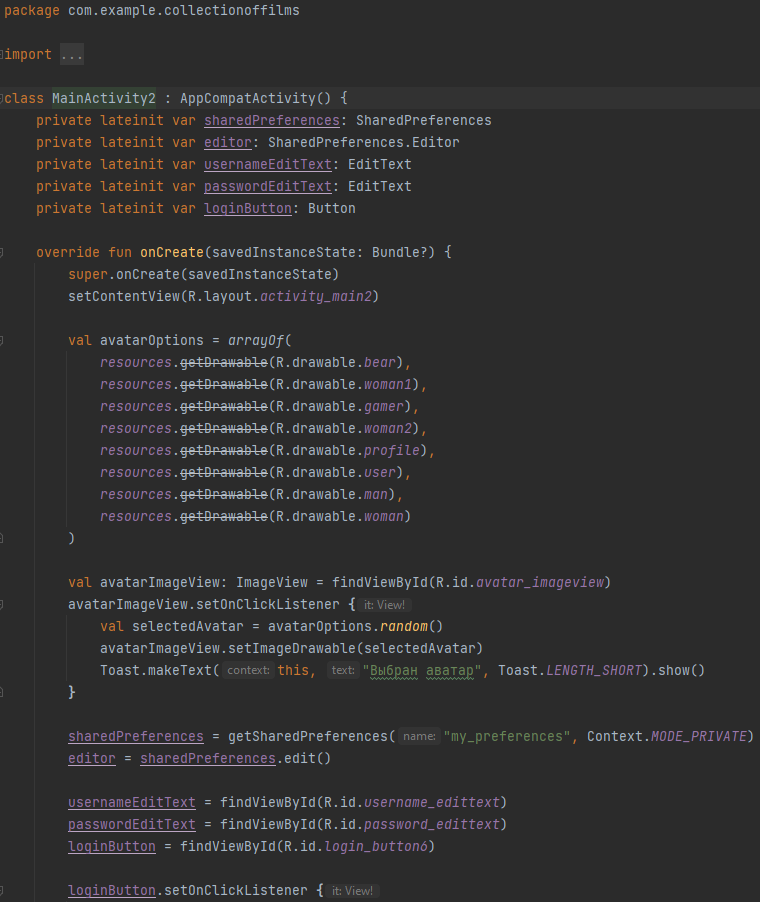 package com.example.collectionoffilms
import ...
class MainActivity2 : AppCompatActivity() {
private lateinit var sharedPreferences: SharedPreferences
private lateinit var editor: SharedPreferences.Editor
private lateinit var usernameEditText: EditText
private lateinit var passwordEditText: EditText
private lateinit var loginButton: Button
override fun onCreate(savedInstanceState: Bundle?) {
super.onCreate(savedInstanceState)
setContentView(R.layout.activity_main2)
val avatarOptions = arrayOf(
resources.getDrawable(R.drawable.bear),
resources.getDrawable(R.drawable.woman1),
resources.getDrawable(R.drawable.gamer),
resources.getDrawable(R.drawable.woman2),
resources.getDrawable(R.drawable.profile),
resources.getDrawable(R.drawable.user),
resources.getDrawable(R.drawable.man),
resources.getDrawable(R.drawable.woman)
)
val avatarImageView: ImageView = findViewById(R.id.avatar_imageview)
avatarImageView.setOnClickListener { it: View!
val selectedAvatar = avatarOptions.random()
avatarImageView.setImageDrawable(selectedAvatar)
Toast.makeText( context: this, text: "Выбран аватар", Toast.LENGTH_SHORT).show()
}
sharedPreferences = getSharedPreferences( name: "my_preferences", Context.MODE_PRIVATE)
editor = sharedPreferences.edit()
usernameEditText = findViewById(R.id.username_edittext)
passwordEditText = findViewById(R.id.password_edittext)
loginButton = findViewById(R.id.login_button6)
loginButton.setOnClickListener { it: View!